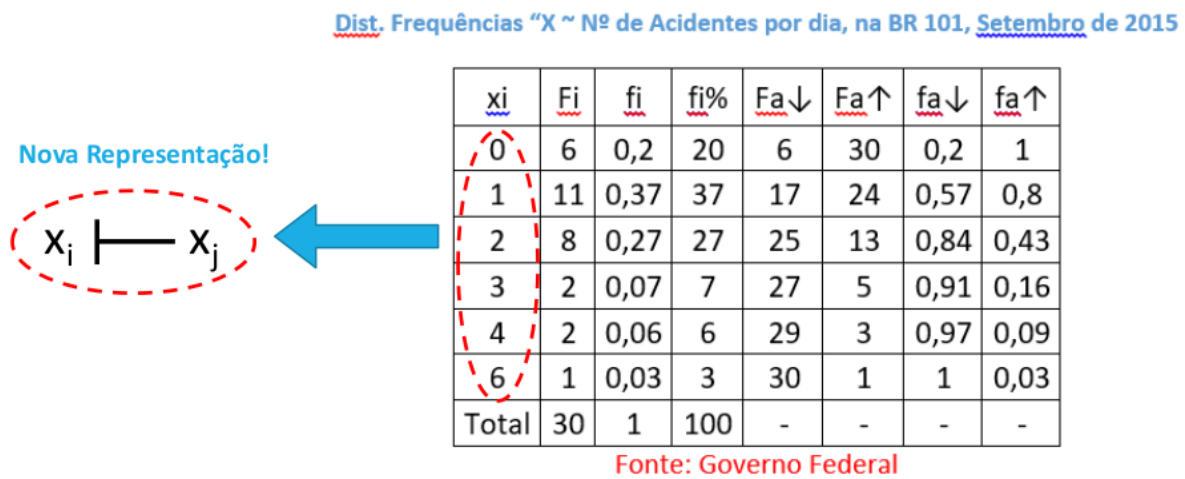 Dist. Frequências “X ~ Nº de Acidentes por dia, na BR 101, Setembro de 2015
Nova Representação!
xi ├── xj
xi Fi fi fi% Fa↓ Fa↑ fa↓ fa↑
0 6 0,2 20 6 30 0,2 1
1 11 0,37 37 17 24 0,57 0,8
2 8 0,27 27 25 13 0,84 0,43
3 2 0,07 7 27 5 0,91 0,16
4 2 0,06 6 29 3 0,97 0,09
6 1 0,03 3 30 1 1 0,03
Total 30 1 100 - - - -
Fonte: Governo Federal